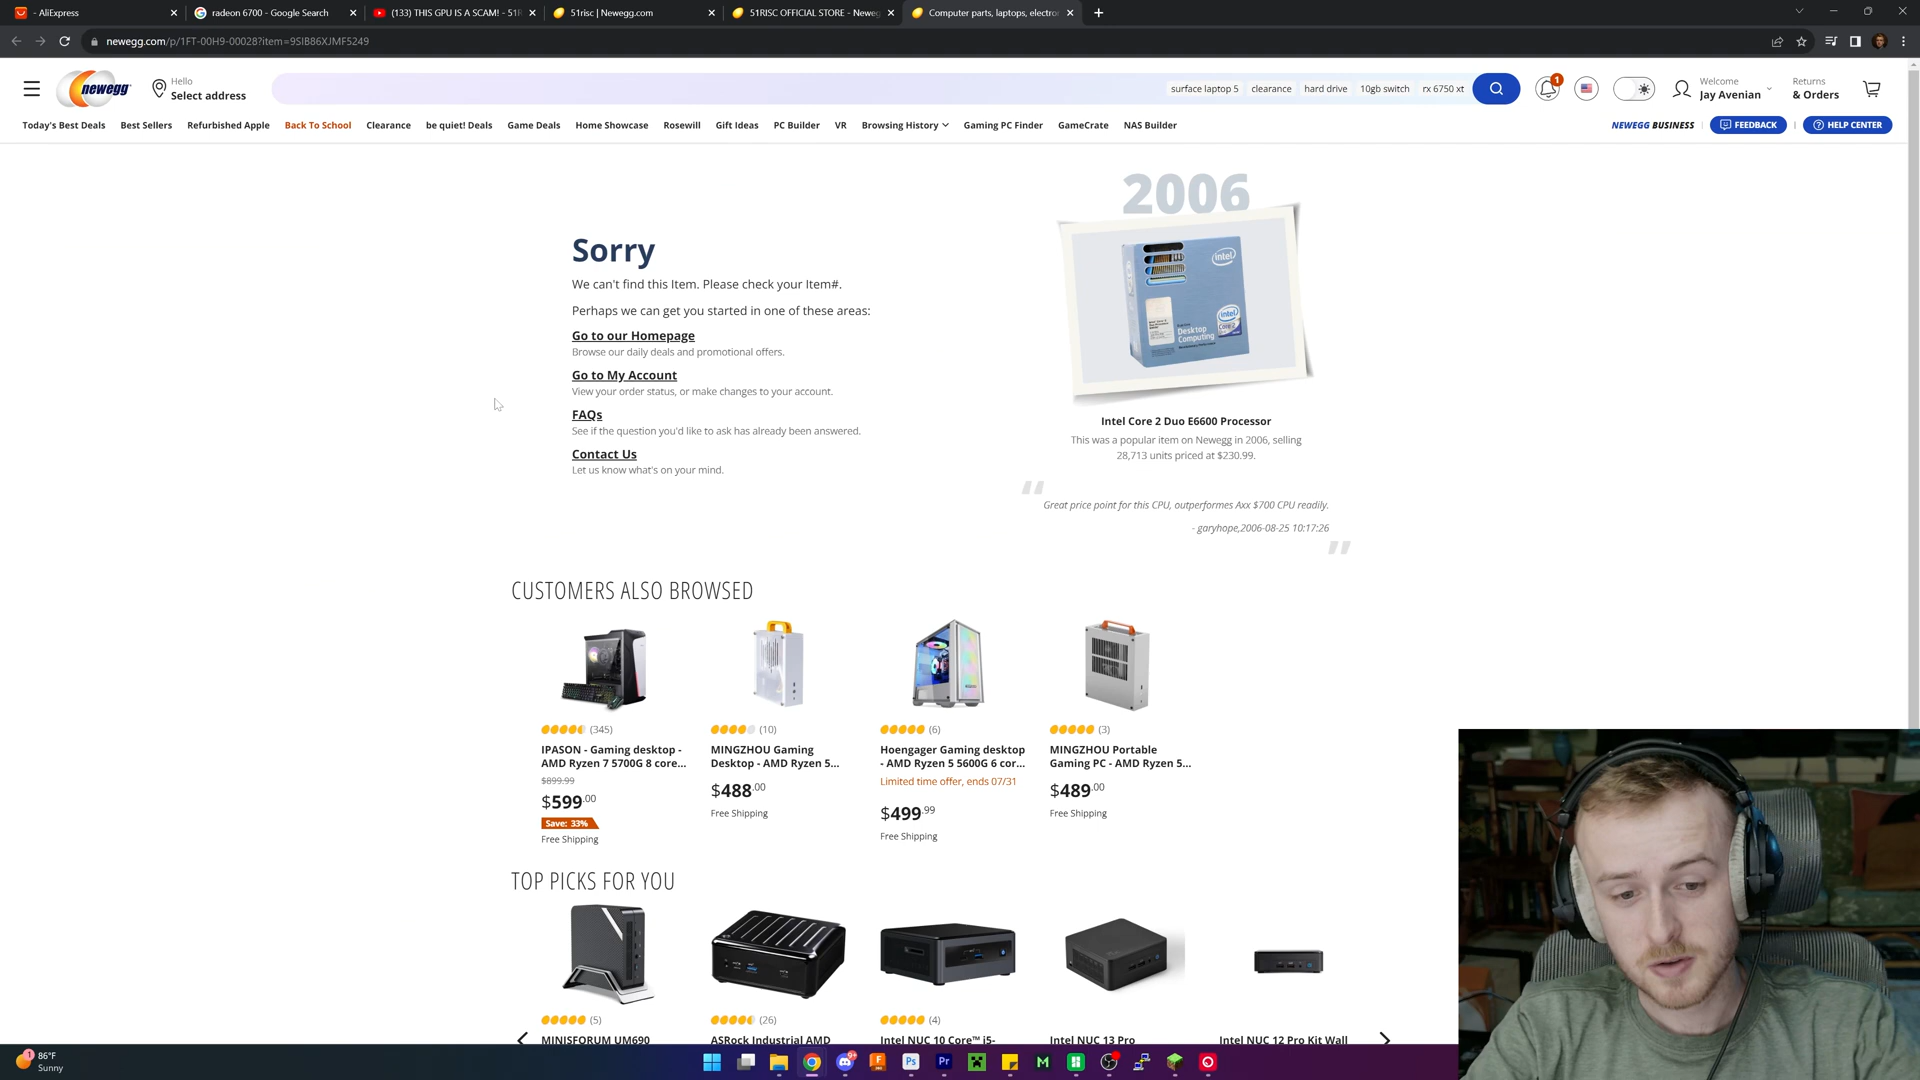 - AliExpress
radeon 6700 - Google Search
(133) THIS GPU IS A SCAM! - 51R
51risc | Newegg.com
51RISC OFFICIAL STORE - Neweg
Computer parts, laptops, electro
newegg.com/p/1FT-00H9-00028?item=9SIB86XJMF5249
newegg
Hello
Select address
surface laptop 5
clearance
hard drive
10gb switch
rx 6750 xt
1
Welcome
Jay Avenian
Returns
& Orders
Today's Best Deals
Best Sellers
Refurbished Apple
Back To School
Clearance
be quiet! Deals
Game Deals
Home Showcase
Rosewill
Gift Ideas
PC Builder
VR
Browsing History
Gaming PC Finder
GameCrate
NAS Builder
NEWEGG BUSINESS
FEEDBACK
HELP CENTER
Sorry
We can't find this Item. Please check your Item#.
Perhaps we can get you started in one of these areas:
Go to our Homepage
Browse our daily deals and promotional offers.
Go to My Account
View your order status, or make changes to your account.
FAQs
See if the question you'd like to ask has already been answered.
Contact Us
Let us know what's on your mind.
2006
intel
intel
Core 2
Desktop
Computing
Intel Core 2 Duo E6600 Processor
This was a popular item on Newegg in 2006, selling
28,713 units priced at $230.99.
"
Great price point for this CPU, outperformes Axx $700 CPU readily.
- garyhope,2006-08-25 10:17:26
"
CUSTOMERS ALSO BROWSED
(345)
IPASON - Gaming desktop -
AMD Ryzen 7 5700G 8 core...
$899.99
$599.00
Save: 33%
Free Shipping
(10)
MINGZHOU Gaming
Desktop - AMD Ryzen 5...
$488.00
Free Shipping
(6)
Hoengager Gaming desktop
- AMD Ryzen 5 5600G 6 cor...
Limited time offer, ends 07/31
$499.99
Free Shipping
(3)
MINGZHOU Portable
Gaming PC - AMD Ryzen 5...
$489.00
Free Shipping
TOP PICKS FOR YOU
(5)
MINISFORUM UM690
(26)
ASRock Industrial AMD
(4)
Intel NUC 10 Core™ i5-
Intel NUC 13 Pro
Intel NUC 12 Pro Kit Wall
1
86°F
Sunny
9+
F
Ps
Pr
M